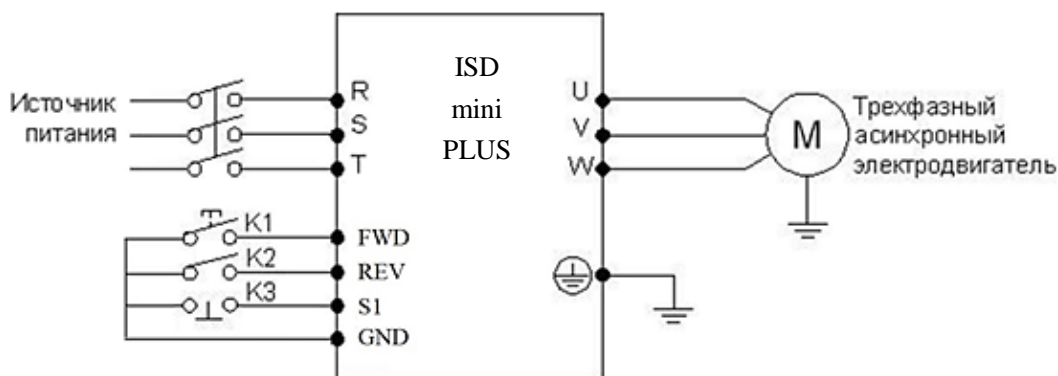 Источник
питания
R
S
T
K1
K2
K3
FWD
REV
S1
GND
ISD
mini
PLUS
U
V
W
M
Трехфазный
асинхронный
электродвигатель